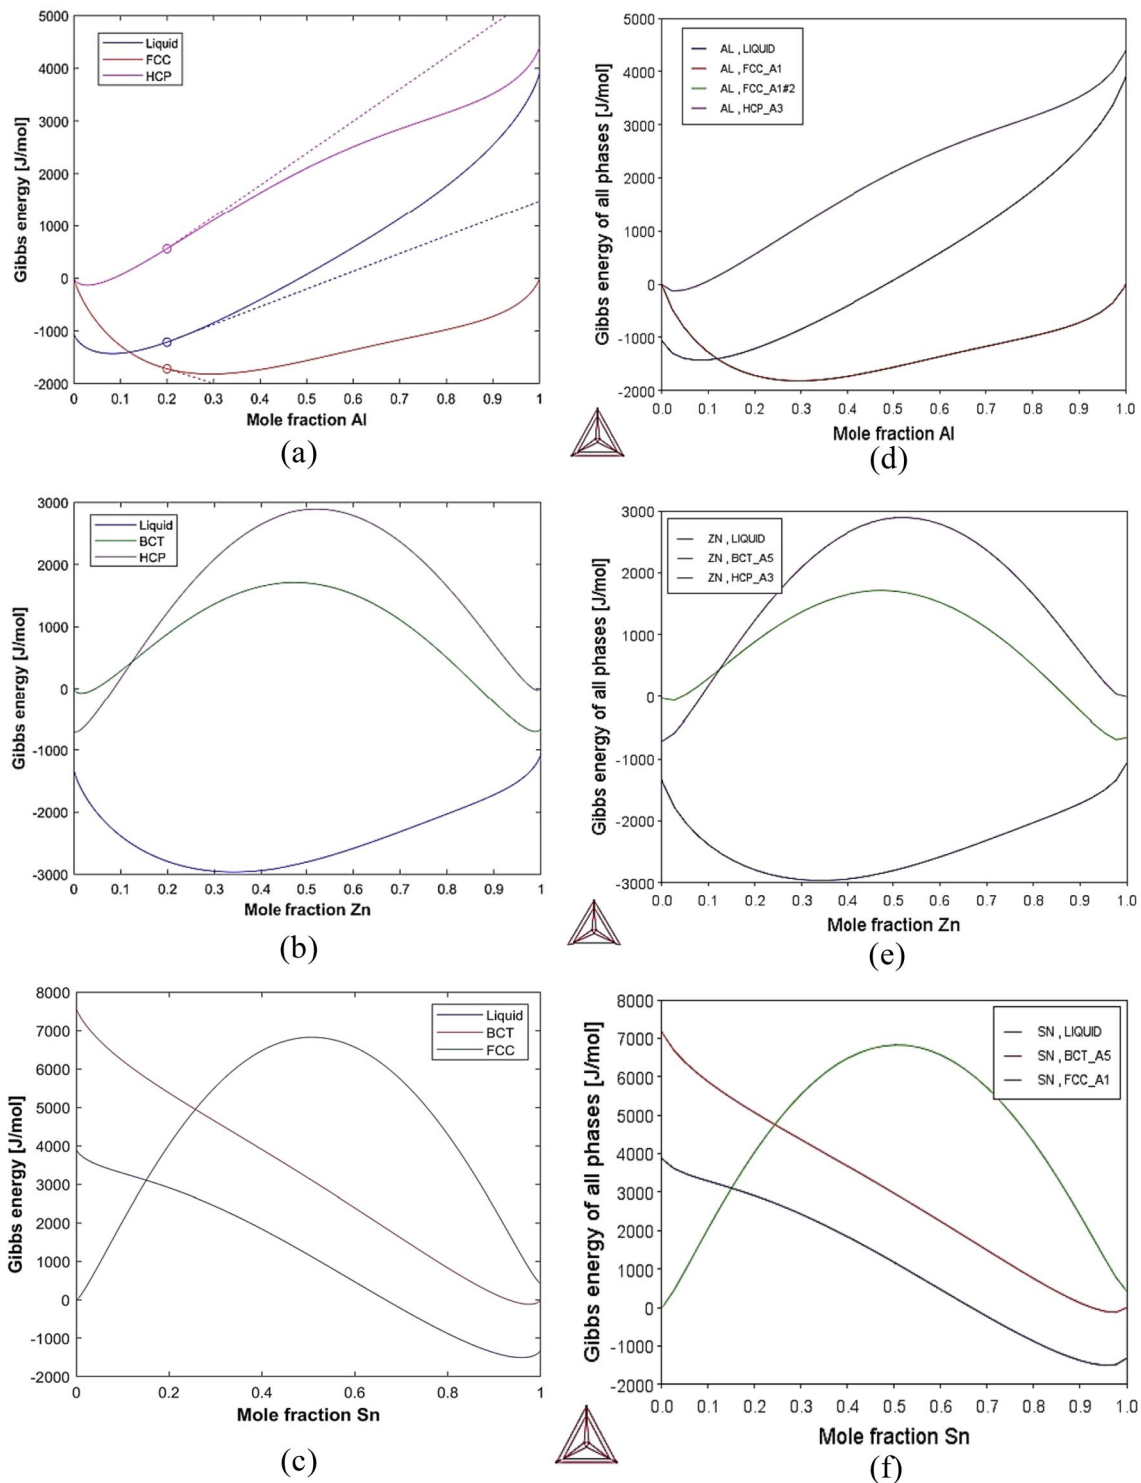 5000
4000
3000
2000
1000
0
-1000
-2000
Gibbs energy [J/mol]
Liquid
FCC
HCP
0 0.1 0.2 0.3 0.4 0.5 0.6 0.7 0.8 0.9 1
Mole fraction Al
(a)
5000
4000
3000
2000
1000
0
-1000
-2000
Gibbs energy of all phases [J/mol]
AL , LIQUID
AL , FCC_A1
AL , FCC_A1#2
AL , HCP_A3
0.0 0.1 0.2 0.3 0.4 0.5 0.6 0.7 0.8 0.9 1.0
Mole fraction Al
(d)
3000
2000
1000
0
-1000
-2000
-3000
Gibbs energy [J/mol]
Liquid
BCT
HCP
0 0.1 0.2 0.3 0.4 0.5 0.6 0.7 0.8 0.9 1
Mole fraction Zn
(b)
3000
2000
1000
0
-1000
-2000
-3000
Gibbs energy of all phases [J/mol]
ZN , LIQUID
ZN , BCT_A5
ZN , HCP_A3
0.0 0.1 0.2 0.3 0.4 0.5 0.6 0.7 0.8 0.9 1.0
Mole fraction Zn
(e)
8000
7000
6000
5000
4000
3000
2000
1000
0
-1000
-2000
Gibbs energy [J/mol]
Liquid
BCT
FCC
0 0.2 0.4 0.6 0.8 1
Mole fraction Sn
(c)
8000
7000
6000
5000
4000
3000
2000
1000
0
-1000
-2000
Gibbs energy of all phases [J/mol]
SN , LIQUID
SN , BCT_A5
SN , FCC_A1
0.0 0.1 0.2 0.3 0.4 0.5 0.6 0.7 0.8 0.9 1.0
Mole fraction Sn
(f)